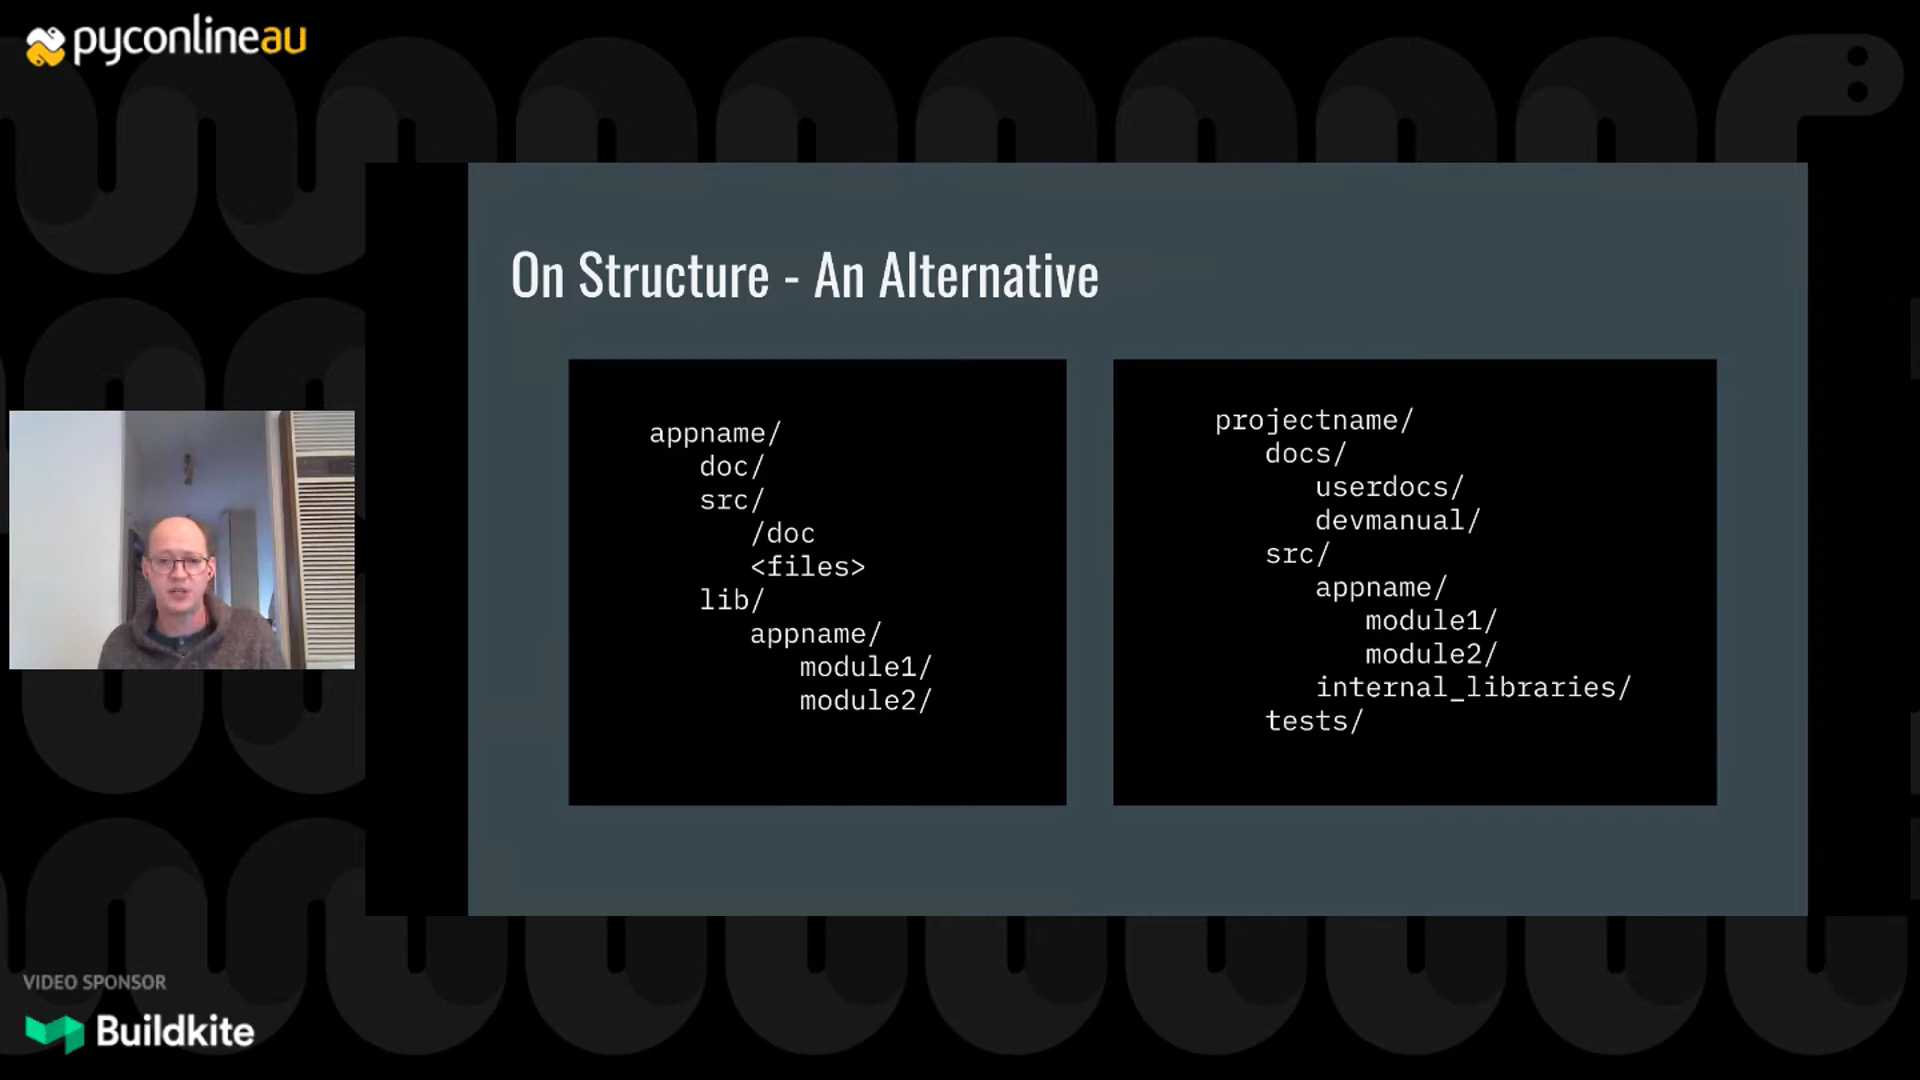 pyconlineau
On Structure - An Alternative
appname/
doc/
src/
/doc
<files>
lib/
appname/
module1/
module2/
projectname/
docs/
userdocs/
devmanual/
src/
appname/
module1/
module2/
internal_libraries/
tests/
VIDEO SPONSOR
Buildkite